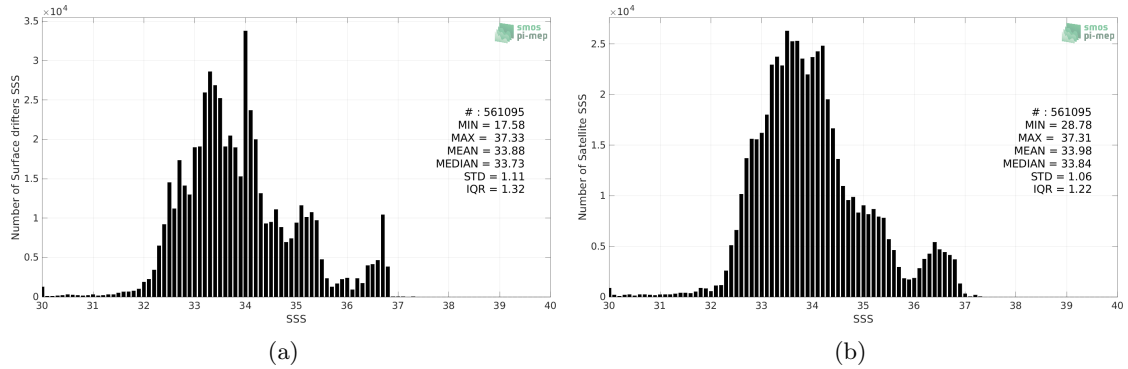 ×10⁴
3.5
3
2.5
2
1.5
1
0.5
0
Number of Surface drifters SSS
smos
pi-mep
# : 561095
MIN = 17.58
MAX = 37.33
MEAN = 33.88
MEDIAN = 33.73
STD = 1.11
IQR = 1.32
30 31 32 33 34 35 36 37 38 39 40
SSS
(a)
×10⁴
2.5
2
1.5
1
0.5
0
Number of Satellite SSS
smos
pi-mep
# : 561095
MIN = 28.78
MAX = 37.31
MEAN = 33.98
MEDIAN = 33.84
STD = 1.06
IQR = 1.22
30 31 32 33 34 35 36 37 38 39 40
SSS
(b)